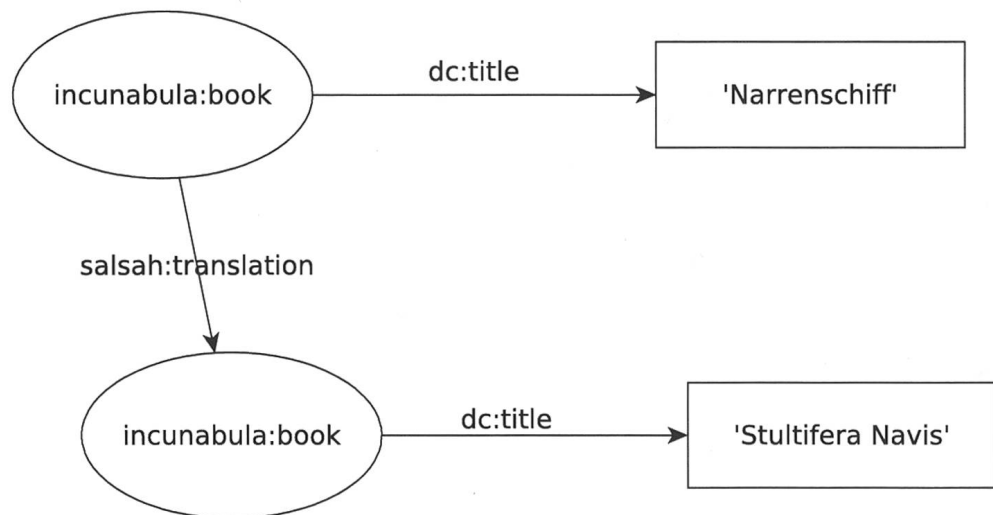 incunabula:book
dc:title
'Narrenschiff'
salsah:translation
incunabula:book
dc:title
'Stultifera Navis'